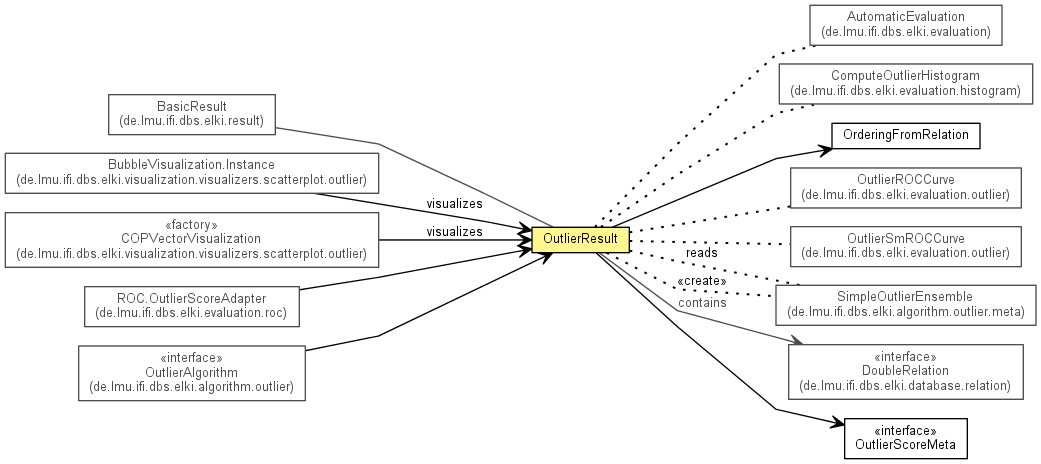 AutomaticEvaluation
(de.lmu.ifi.dbs.elki.evaluation)
ComputeOutlierHistogram
(de.lmu.ifi.dbs.elki.evaluation.histogram)
BasicResult
(de.lmu.ifi.dbs.elki.result)
OrderingFromRelation
BubbleVisualization.Instance
(de.lmu.ifi.dbs.elki.visualization.visualizers.scatterplot.outlier)
visualizes
OutlierROCCurve
(de.lmu.ifi.dbs.elki.evaluation.outlier)
«factory»
COPVectorVisualization
(de.lmu.ifi.dbs.elki.visualization.visualizers.scatterplot.outlier)
visualizes
OutlierResult
OutlierSmROCCurve
(de.lmu.ifi.dbs.elki.evaluation.outlier)
reads
«create»
contains
ROC.OutlierScoreAdapter
(de.lmu.ifi.dbs.elki.evaluation.roc)
SimpleOutlierEnsemble
(de.lmu.ifi.dbs.elki.algorithm.outlier.meta)
«interface»
OutlierAlgorithm
(de.lmu.ifi.dbs.elki.algorithm.outlier)
«interface»
DoubleRelation
(de.lmu.ifi.dbs.elki.database.relation)
«interface»
OutlierScoreMeta